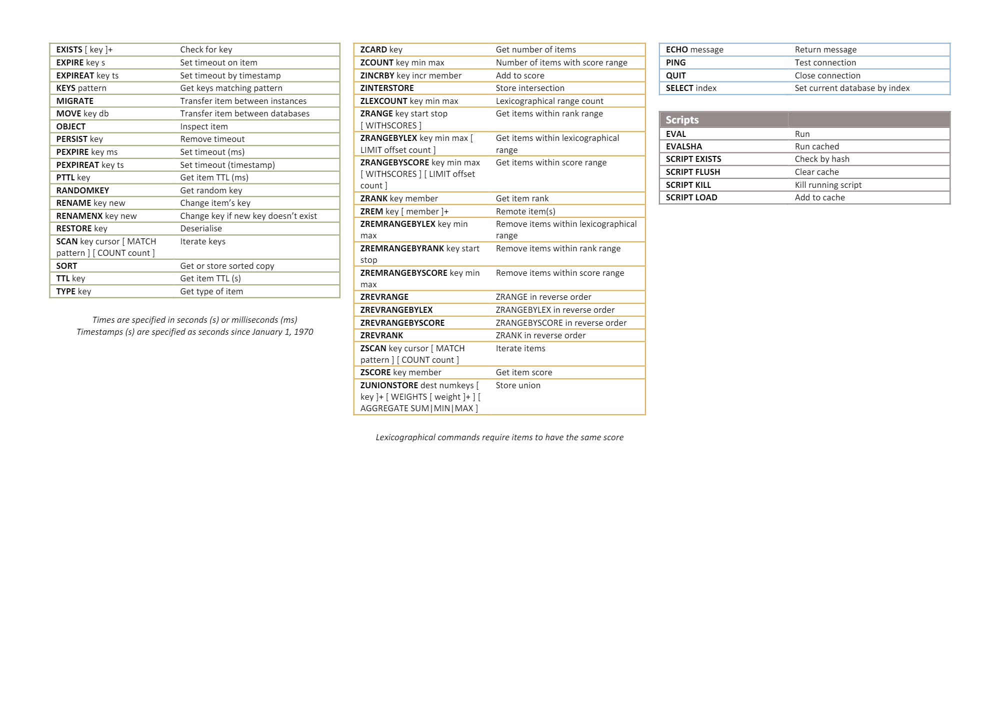 EXISTS [ key ]+ Check for key
EXPIRE key s Set timeout on item
EXPIREAT key ts Set timeout by timestamp
KEYS pattern Get keys matching pattern
MIGRATE Transfer item between instances
MOVE key db Transfer item between databases
OBJECT Inspect item
PERSIST key Remove timeout
PEXPIRE key ms Set timeout (ms)
PEXPIREAT key ts Set timeout (timestamp)
PTTL key Get item TTL (ms)
RANDOMKEY Get random key
RENAME key new Change item’s key
RENAMENX key new Change key if new key doesn’t exist
RESTORE key Deserialise
SCAN key cursor [ MATCH Iterate keys
pattern ] [ COUNT count ]
SORT Get or store sorted copy
TTL key Get item TTL (s)
TYPE key Get type of item
Times are specified in seconds (s) or milliseconds (ms)
Timestamps (s) are specified as seconds since January 1, 1970
ZCARD key Get number of items
ZCOUNT key min max Number of items with score range
ZINCRBY key incr member Add to score
ZINTERSTORE Store intersection
ZLEXCOUNT key min max Lexicographical range count
ZRANGE key start stop Get items within rank range
[ WITHSCORES ]
ZRANGEBYLEX key min max [ Get items within lexicographical
LIMIT offset count ] range
ZRANGEBYSCORE key min max Get items within score range
[ WITHSCORES ] [ LIMIT offset
count ]
ZRANK key member Get item rank
ZREM key [ member ]+ Remote item(s)
ZREMRANGEBYLEX key min Remove items within lexicographical
max range
ZREMRANGEBYRANK key start Remove items within rank range
stop
ZREMRANGEBYSCORE key min Remove items within score range
max
ZREVRANGE ZRANGE in reverse order
ZREVRANGEBYLEX ZRANGEBYLEX in reverse order
ZREVRANGEBYSCORE ZRANGEBYSCORE in reverse order
ZREVRANK ZRANK in reverse order
ZSCAN key cursor [ MATCH Iterate items
pattern ] [ COUNT count ]
ZSCORE key member Get item score
ZUNIONSTORE dest numkeys [ Store union
key ]+ [ WEIGHTS [ weight ]+ ] [
AGGREGATE SUM|MIN|MAX ]
Lexicographical commands require items to have the same score
ECHO message Return message
PING Test connection
QUIT Close connection
SELECT index Set current database by index
Scripts
EVAL Run
EVALSHA Run cached
SCRIPT EXISTS Check by hash
SCRIPT FLUSH Clear cache
SCRIPT KILL Kill running script
SCRIPT LOAD Add to cache